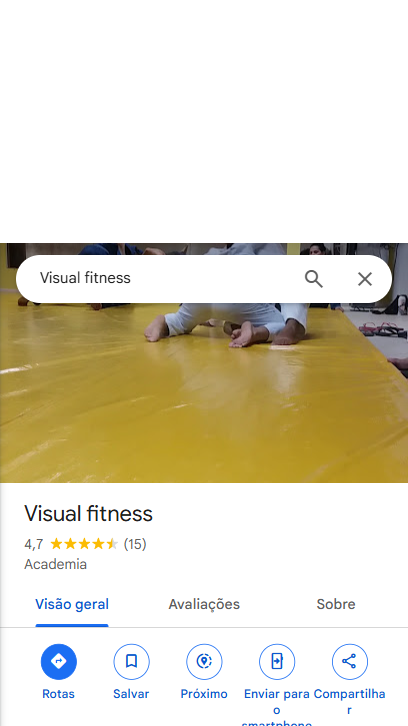 Visual fitness
Visual fitness
4,7 (15)
Academia
Visão geral Avaliações Sobre
Rotas Salvar Próximo Enviar para o smartphone Compartilhar